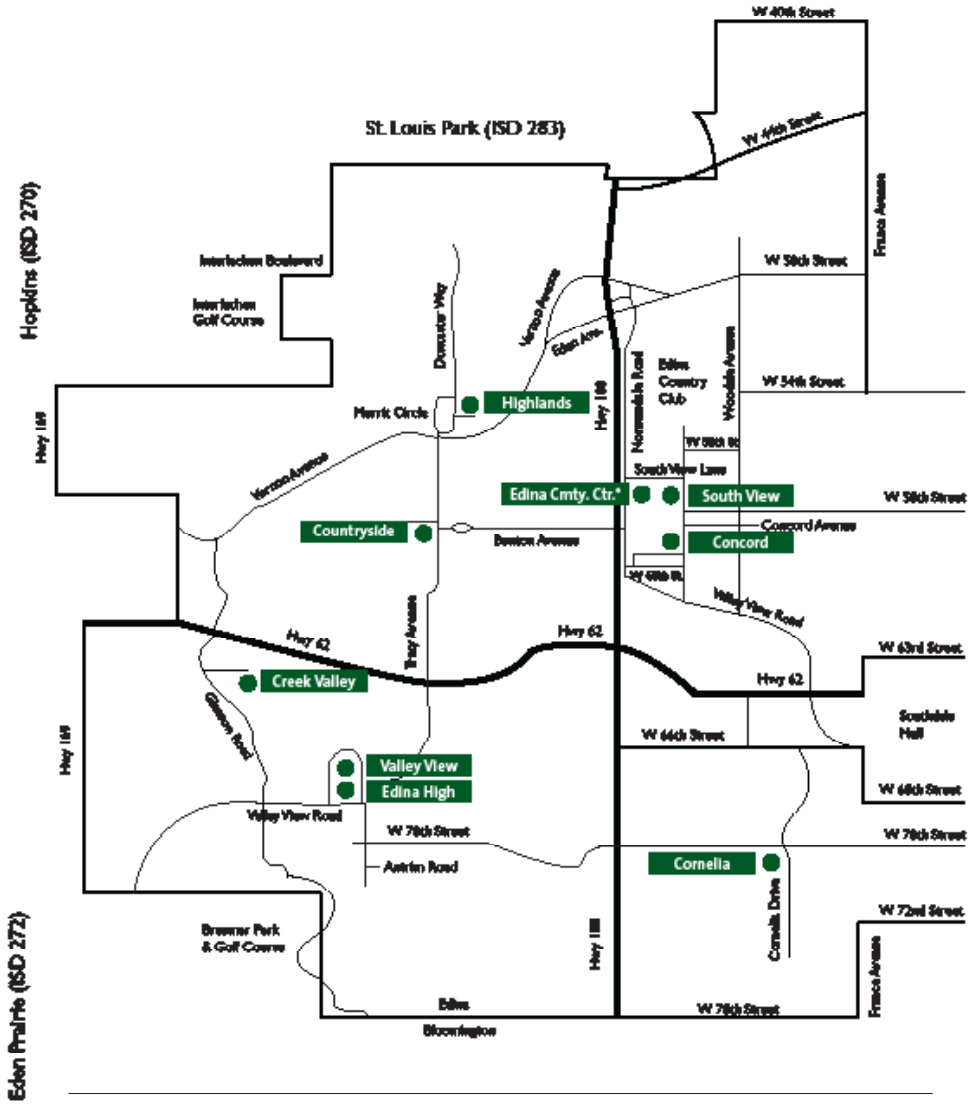 W 40th Street
St. Louis Park (ISD 283)
W 44th Street
Hopkins (ISD 270)
France Avenue
Interlachen Boulevard
W 50th Street
Interlachen
Golf Course
Doncaster Way
Vernon Avenue
Eden Ave.
Hwy 169
Normandale Road
Edina
Country
Club
Wooddale Avenue
W 54th Street
Highlands
Merrit Circle
Hwy 100
W 58th St.
South View Lane
Vernon Avenue
Edina Cmty. Ctr.*
South View
W 58th Street
Countryside
Benton Avenue
Concord Avenue
Concord
Valley View Road
Tracy Avenue
Hwy 62
Hwy 62
W 63rd Street
Creek Valley
Hwy 62
Gleason Road
Southdale
Mall
W 66th Street
Hwy 169
Valley View
Edina High
W 66th Street
Valley View Road
W 70th Street
W 70th Street
Antrim Road
Cornelia
Cornelia Drive
W 72nd Street
Braemar Park
& Golf Course
Hwy 100
France Avenue
Eden Prairie (ISD 272)
Edina
Bloomington
W 78th Street